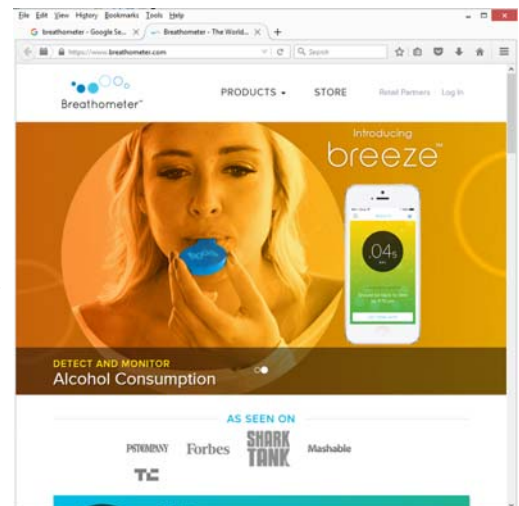 File Edit View History Bookmarks Tools Help
breathometer - Google Se... × Breathometer - The World... × +
https://www.breathometer.com Search
Breathometer™ PRODUCTS STORE Retail Partners Log In
Introducing
breeze™
.04
DETECT AND MONITOR
Alcohol Consumption
AS SEEN ON
Forbes SHARK TANK Mashable
TC